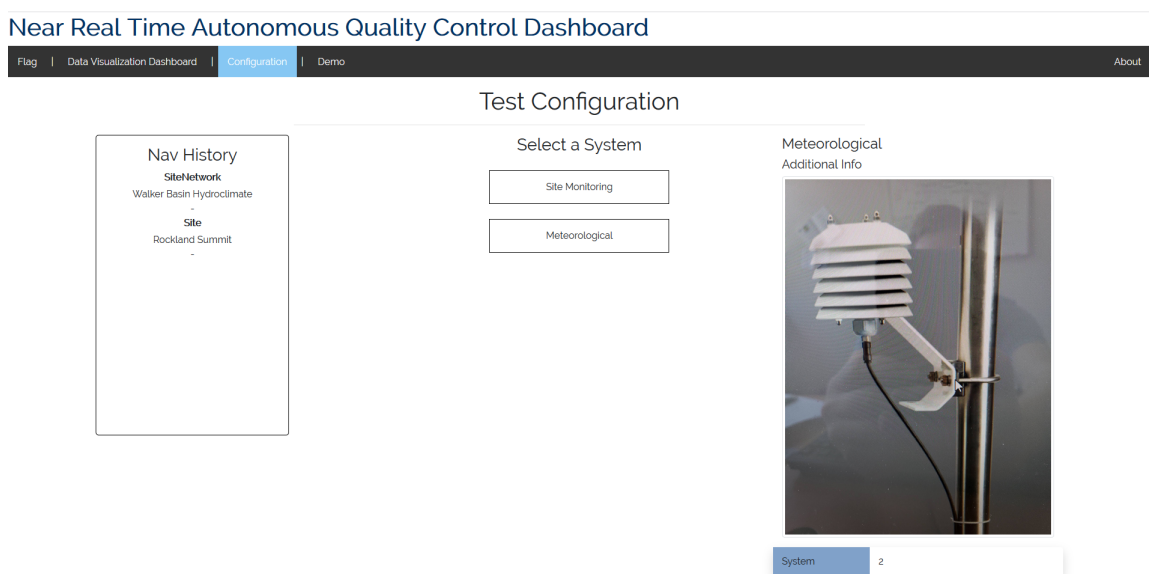 Near Real Time Autonomous Quality Control Dashboard
Flag | Data Visualization Dashboard | Configuration | Demo About
Test Configuration
Nav History
SiteNetwork
Walker Basin Hydroclimate
-
Site
Rockland Summit
-
Select a System
Site Monitoring
Meteorological
Meteorological
Additional Info
System 2